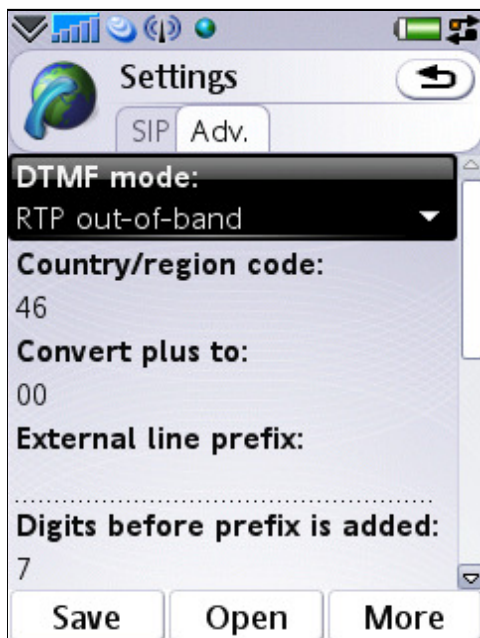 Settings
SIP Adv.
DTMF mode:
RTP out-of-band
Country/region code:
46
Convert plus to:
00
External line prefix:
Digits before prefix is added:
7
Save Open More